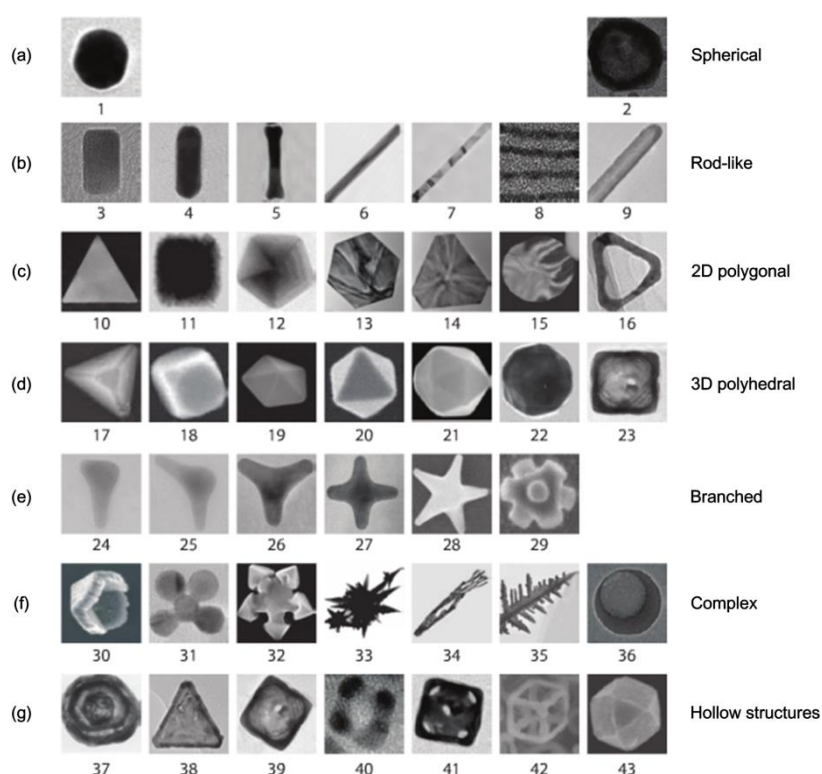 (a) Spherical
1 2
(b) Rod-like
3 4 5 6 7 8 9
(c) 2D polygonal
10 11 12 13 14 15 16
(d) 3D polyhedral
17 18 19 20 21 22 23
(e) Branched
24 25 26 27 28 29
(f) Complex
30 31 32 33 34 35 36
(g) Hollow structures
37 38 39 40 41 42 43